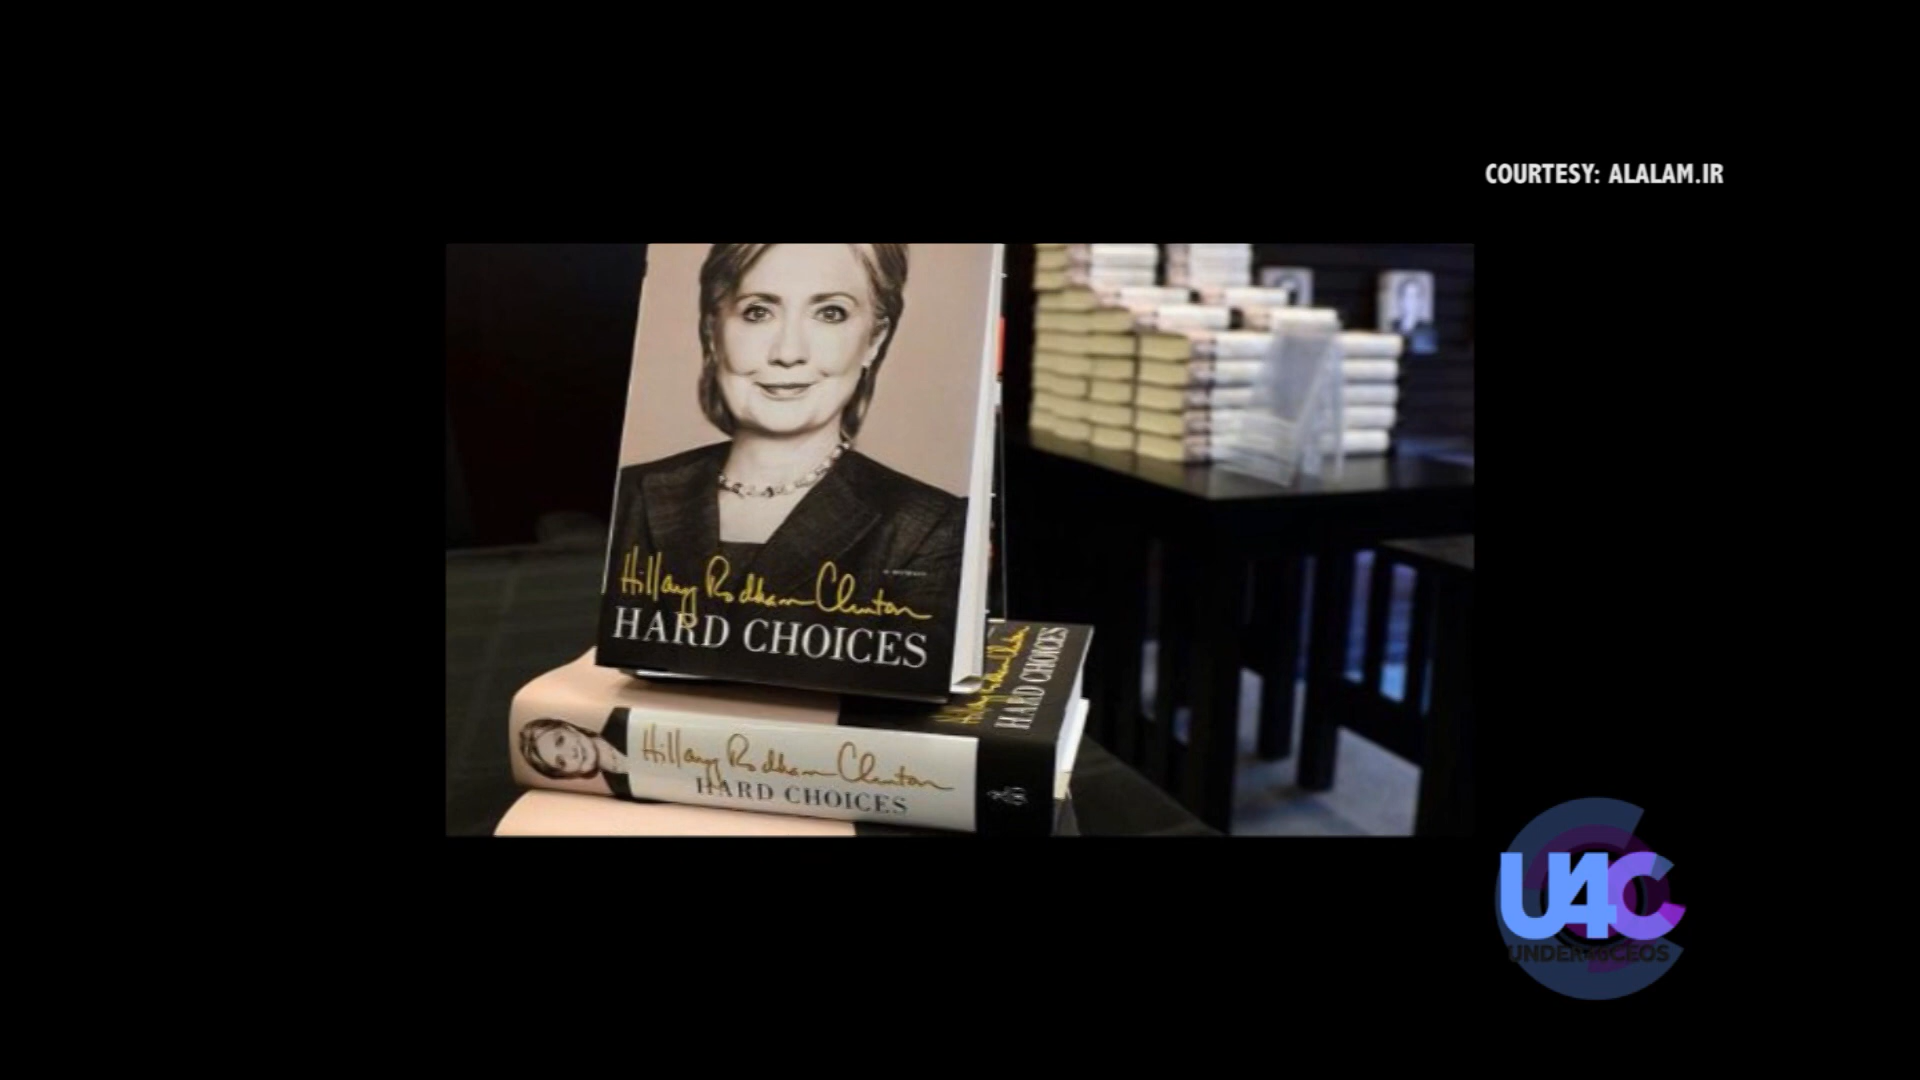 COURTESY: ALALAM.IR
Hillary Rodham Clinton
HARD CHOICES
Hillary Rodham Clinton
HARD CHOICES
Hillary Rodham Clinton
HARD CHOICES
U4C
UNDER40CEOS